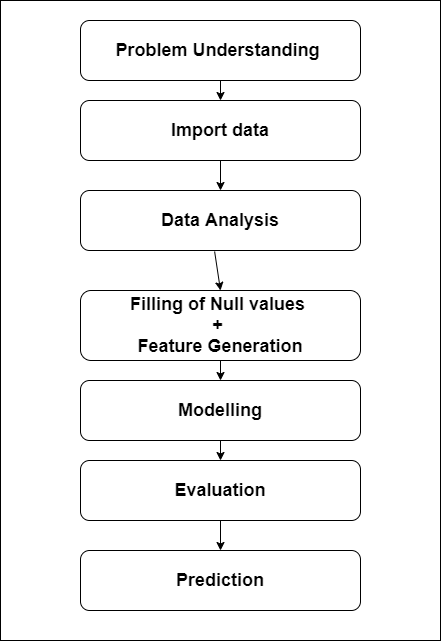 Problem Understanding
Import data
Data Analysis
Filling of Null values
+
Feature Generation
Modelling
Evaluation
Prediction